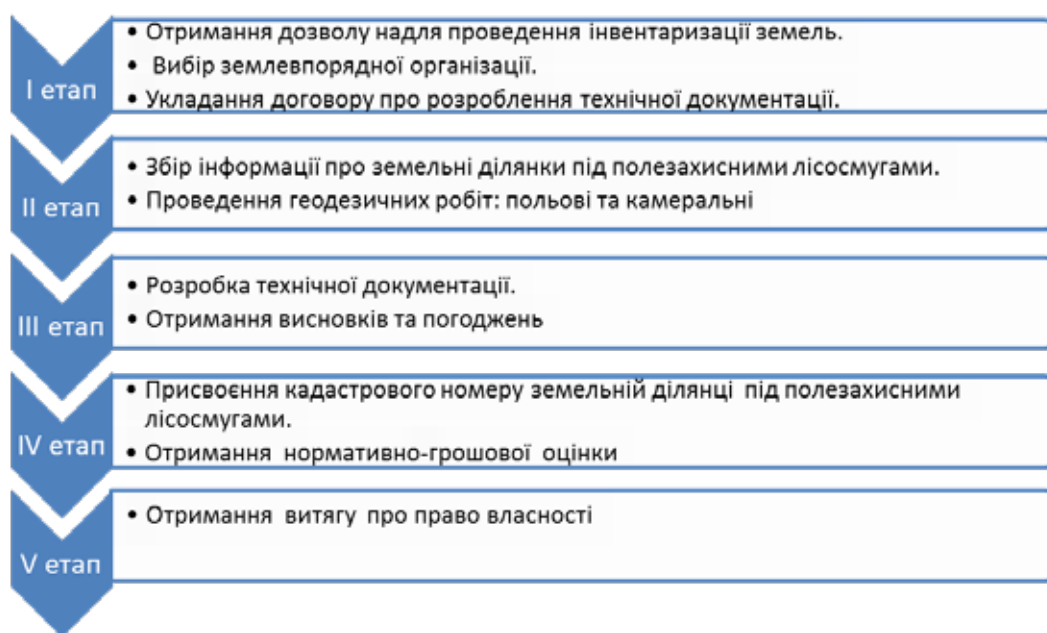 І етап
• Отримання дозволу надля проведення інвентаризації земель.
• Вибір землевпорядної організації.
• Укладання договору про розроблення технічної документації.
ІІ етап
• Збір інформації про земельні ділянки під полезахисними лісосмугами.
• Проведення геодезичних робіт: польові та камеральні
ІІІ етап
• Розробка технічної документації.
• Отримання висновків та погоджень
IV етап
• Присвоєння кадастрового номеру земельній ділянці під полезахисними
лісосмугами.
• Отримання нормативно-грошової оцінки
V етап
• Отримання витягу про право власності